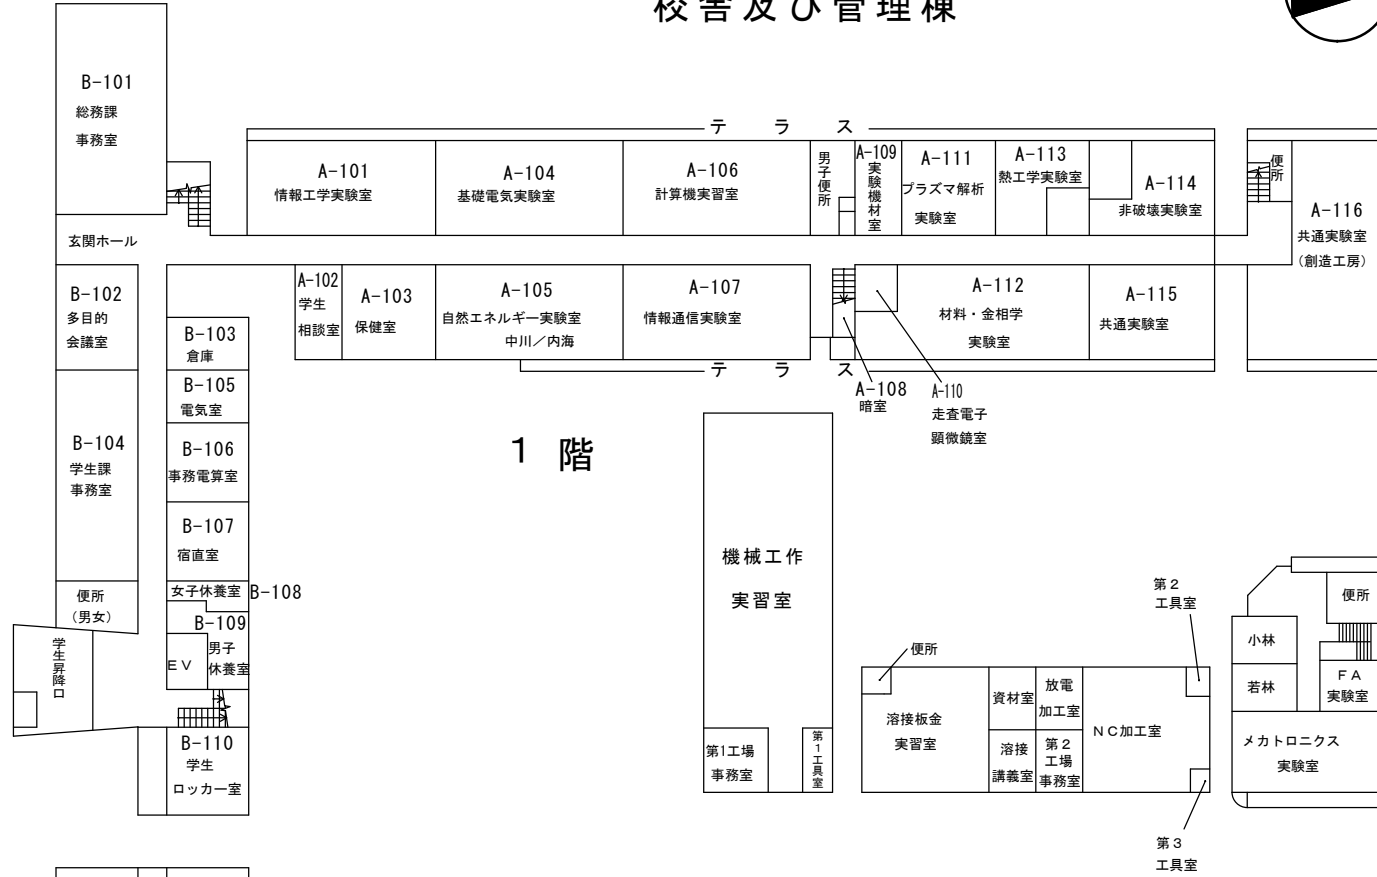 校舎及び管理棟
B-101
総務課
事務室
テラス
A-101
情報工学実験室
A-104
基礎電気実験室
A-106
計算機実習室
男子便所
A-109
実験機材室
A-111
プラズマ解析
実験室
A-113
熱工学実験室
A-114
非破壊実験室
便所
A-116
共通実験室
(創造工房)
玄関ホール
B-102
多目的
会議室
B-103
倉庫
A-102
学生
相談室
A-103
保健室
A-105
自然エネルギー実験室
中川／内海
A-107
情報通信実験室
A-112
材料・金相学
実験室
A-115
共通実験室
テラス
A-108
暗室
A-110
走査電子
顕微鏡室
B-105
電気室
B-104
学生課
事務室
B-106
事務電算室
1階
B-107
宿直室
便所
(男女)
女子休養室 B-108
B-109
男子
休養室
EV
学生昇降口
B-110
学生
ロッカー室
機械工作
実習室
第1工場
事務室
第1工具室
便所
溶接板金
実習室
資材室
放電
加工室
溶接
講義室
第2
工場
事務室
NC加工室
第2
工具室
第3
工具室
便所
小林
若林
FA
実験室
メカトロニクス
実験室